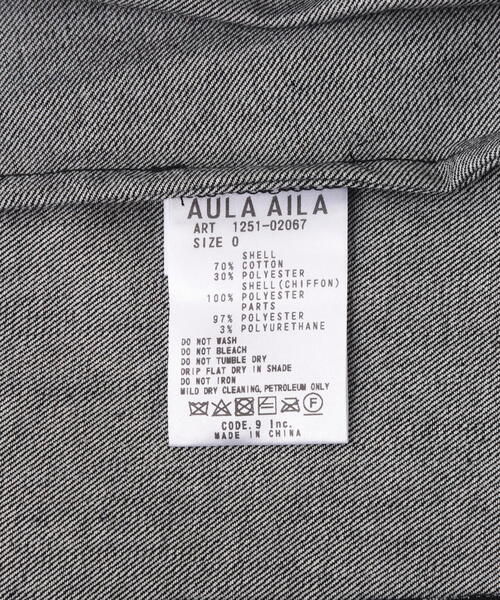 AULA AILA
ART 1251-02067
SIZE 0
SHELL
70% COTTON
30% POLYESTER
SHELL(CHIFFON)
100% POLYESTER
PARTS
97% POLYESTER
3% POLYURETHANE
DO NOT WASH
DO NOT BLEACH
DO NOT TUMBLE DRY
DRIP FLAT DRY IN SHADE
DO NOT IRON
MILD DRY CLEANING, PETROLEUM ONLY
F
CODE.9 Inc.
MADE IN CHINA